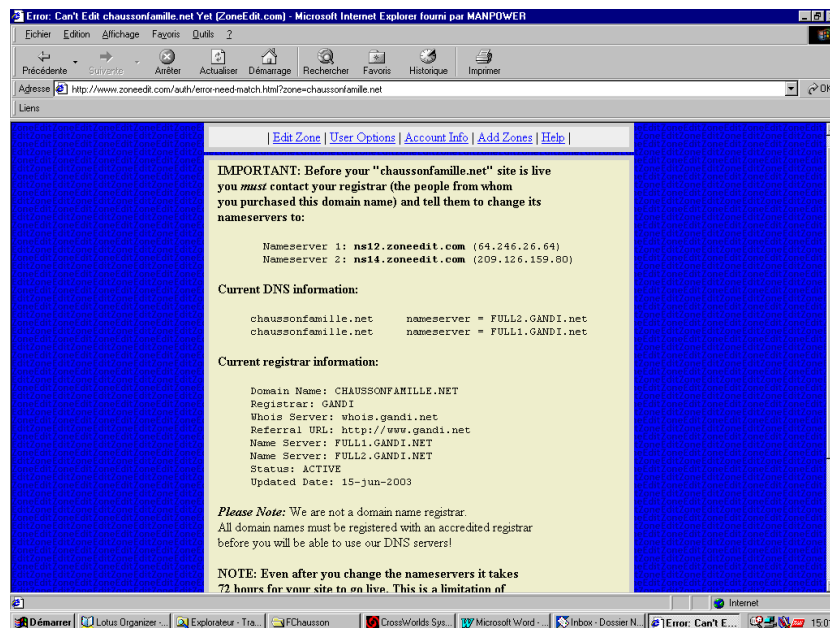 Error: Can't Edit chaussonfamille.net Yet (ZoneEdit.com) - Microsoft Internet Explorer fourni par MANPOWER
Fichier Edition Affichage Favoris Outils ?
Précédente Suivante Arrêter Actualiser Démarrage Rechercher Favoris Historique Imprimer
Adresse http://www.zoneedit.com/auth/error-need-match.html?zone=chaussonfamille.net OK
Liens
| Edit Zone | User Options | Account Info | Add Zones | Help |
IMPORTANT: Before your "chaussonfamille.net" site is live
you must contact your registrar (the people from whom
you purchased this domain name) and tell them to change its
nameservers to:
Nameserver 1: ns12.zoneedit.com (64.246.26.64)
Nameserver 2: ns14.zoneedit.com (209.126.159.80)
Current DNS information:
chaussonfamille.net nameserver = FULL2.GANDI.net
chaussonfamille.net nameserver = FULL1.GANDI.net
Current registrar information:
Domain Name: CHAUSSONFAMILLE.NET
Registrar: GANDI
Whois Server: whois.gandi.net
Referral URL: http://www.gandi.net
Name Server: FULL1.GANDI.NET
Name Server: FULL2.GANDI.NET
Status: ACTIVE
Updated Date: 15-jun-2003
Please Note: We are not a domain name registrar.
All domain names must be registered with an accredited registrar
before you will be able to use our DNS servers!
NOTE: Even after you change the nameservers it takes
72 hours for your site to go live. This is a limitation of
Internet
Démarrer Lotus Organizer -... Explorateur - Tra... FChausson CrossWorlds Sys... Microsoft Word - ... Inbox - Dossier N... Error: Can't E... 15:0